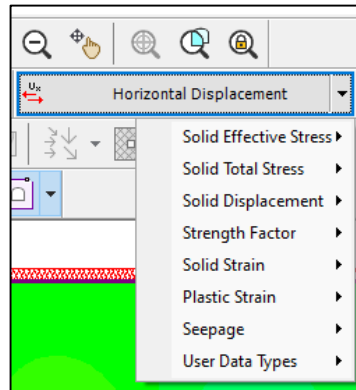 Ux
Horizontal Displacement
Solid Effective Stress
Solid Total Stress
Solid Displacement
Strength Factor
Solid Strain
Plastic Strain
Seepage
User Data Types